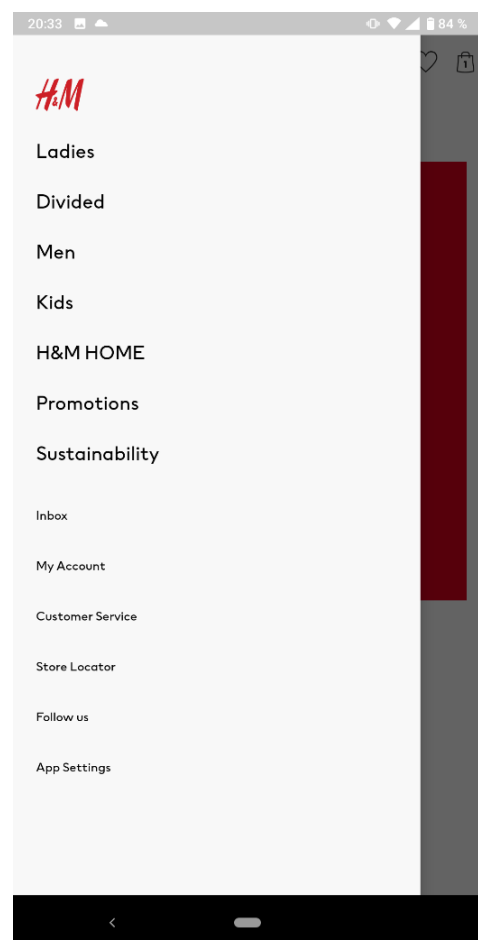 20:33 84 %
H&M
1
Ladies
Divided
Men
Kids
H&M HOME
Promotions
Sustainability
Inbox
My Account
Customer Service
Store Locator
Follow us
App Settings